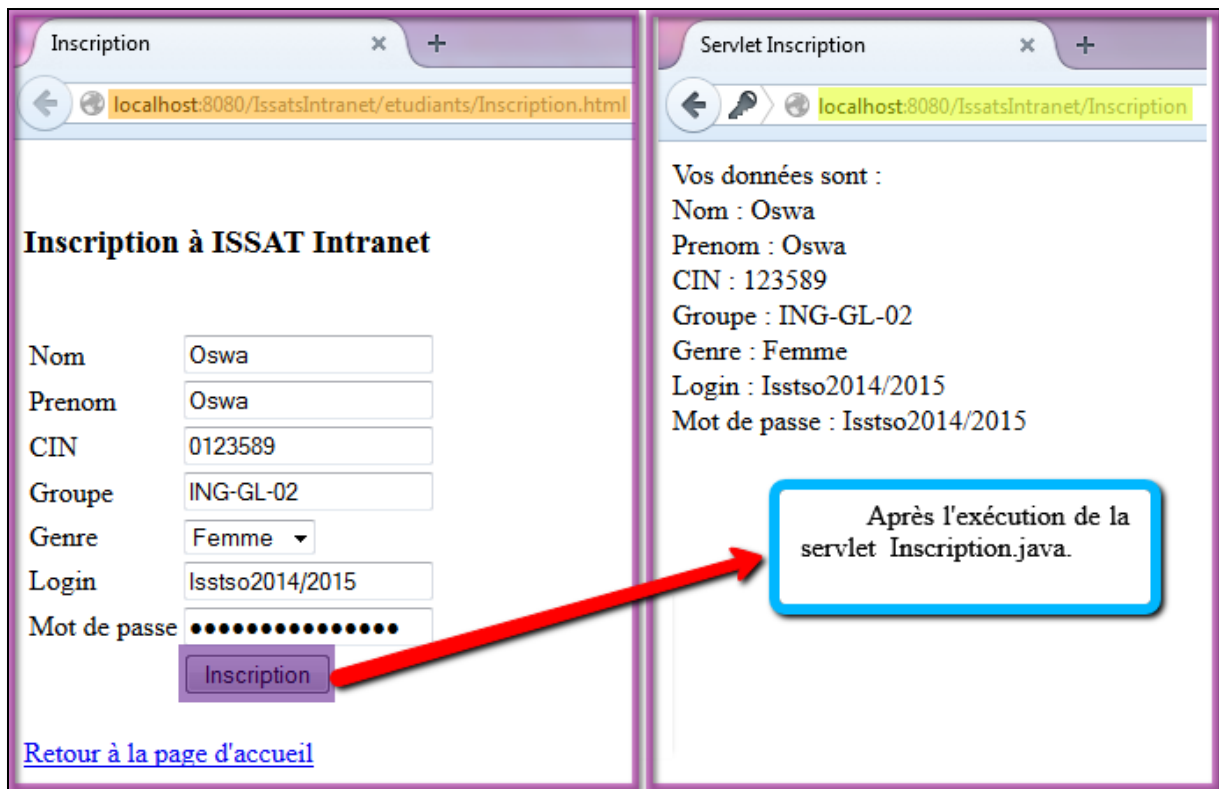 Inscription
localhost:8080/IssatsIntranet/etudiants/Inscription.html
Inscription à ISSAT Intranet
Nom Oswa
Prenom Oswa
CIN 0123589
Groupe ING-GL-02
Genre Femme
Login Isstso2014/2015
Mot de passe ●●●●●●●●●●●●●●●
Inscription
Retour à la page d'accueil
Servlet Inscription
localhost:8080/IssatsIntranet/Inscription
Vos données sont :
Nom : Oswa
Prenom : Oswa
CIN : 123589
Groupe : ING-GL-02
Genre : Femme
Login : Isstso2014/2015
Mot de passe : Isstso2014/2015
Après l'exécution de la
servlet Inscription.java.